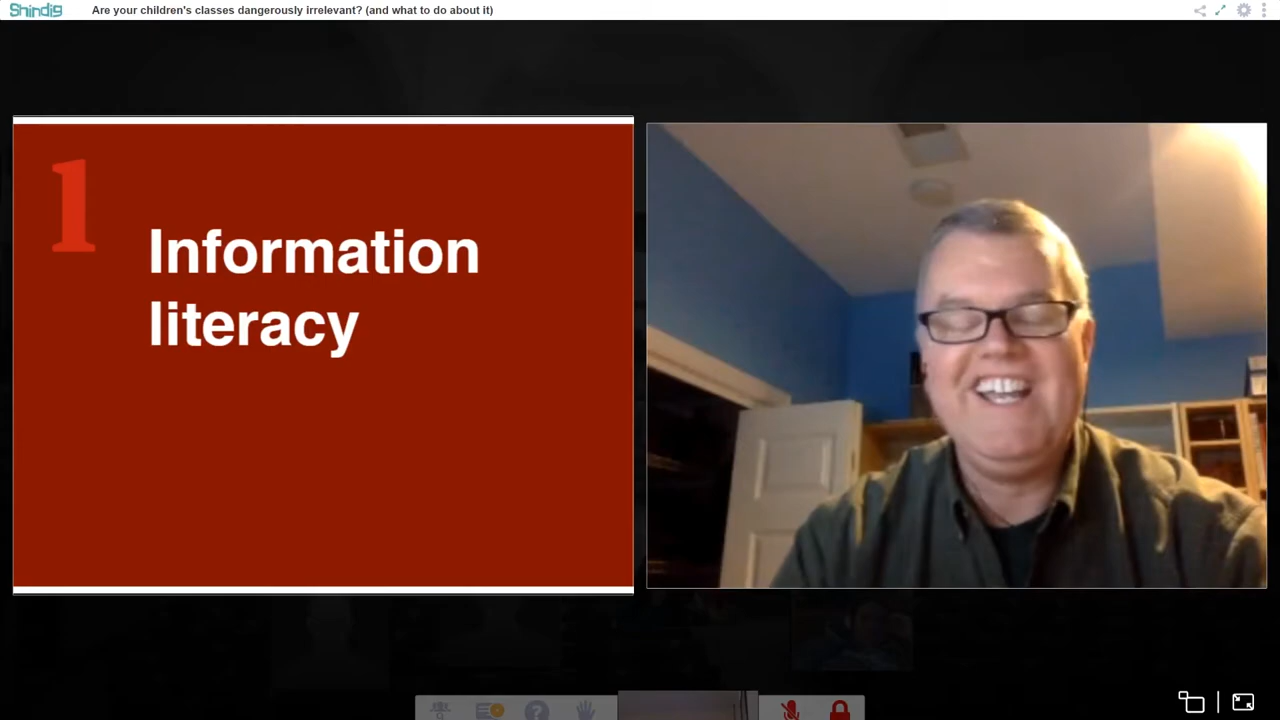 Shindig
Are your children's classes dangerously irrelevant? (and what to do about it)
1
Information
literacy